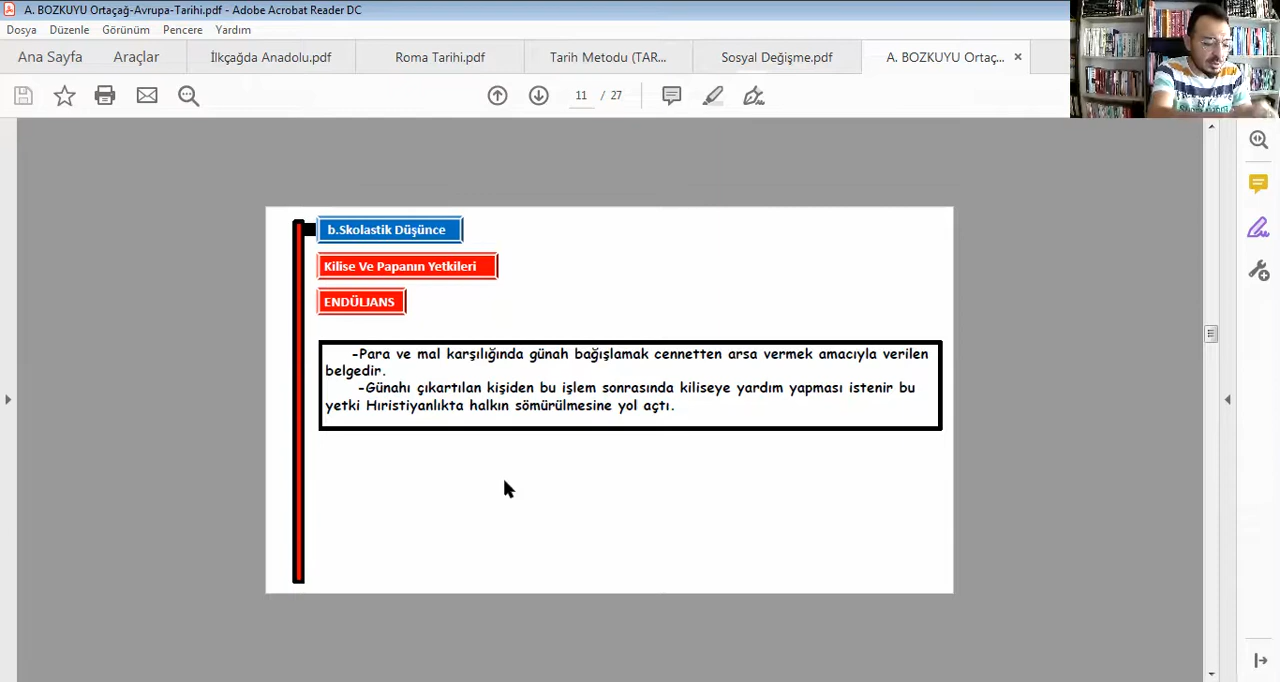 A. BOZKUYU Ortaçağ-Avrupa-Tarihi.pdf - Adobe Acrobat Reader DC
Dosya Düzenle Görünüm Pencere Yardım
Ana Sayfa Araçlar İlkçağda Anadolu.pdf Roma Tarihi.pdf Tarih Metodu (TAR... Sosyal Değişme.pdf A. BOZKUYU Ortaç... ×
11 / 27
b.Skolastik Düşünce
Kilise Ve Papanın Yetkileri
ENDÜLJANS
-Para ve mal karşılığında günah bağışlamak cennetten arsa vermek amacıyla verilen
belgedir.
-Günahı çıkartılan kişiden bu işlem sonrasında kiliseye yardım yapması istenir bu
yetki Hıristiyanlıkta halkın sömürülmesine yol açtı.